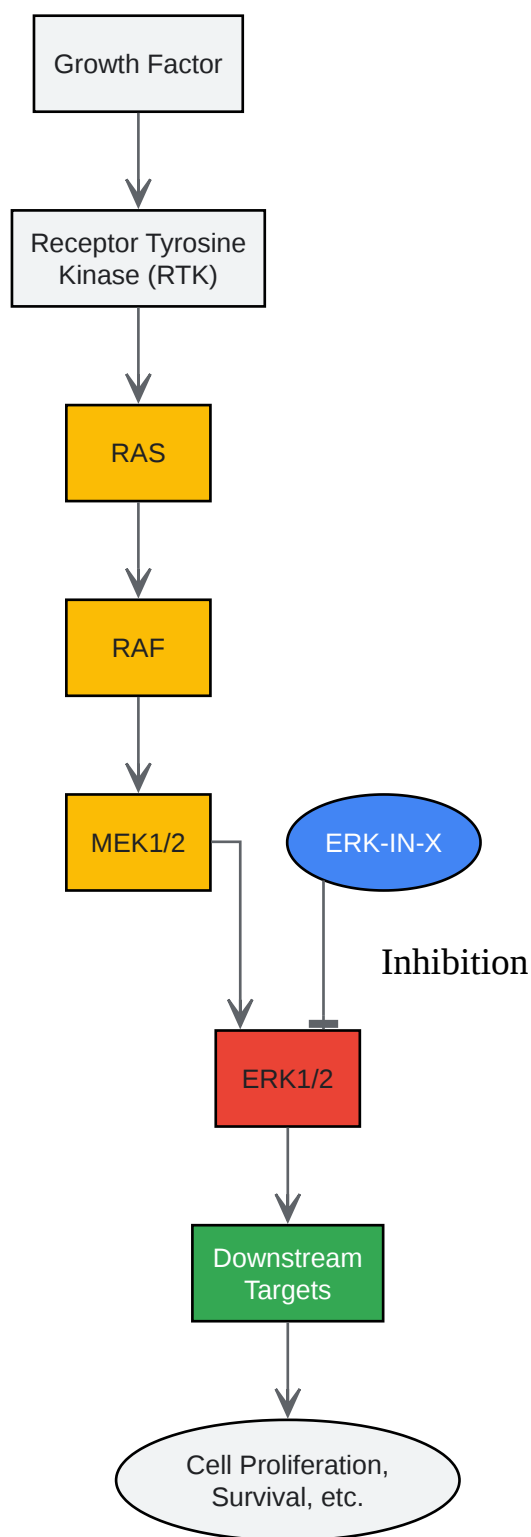 Growth Factor
Receptor Tyrosine
Kinase (RTK)
RAS
RAF
MEK1/2
ERK-IN-X
Inhibition
ERK1/2
Downstream
Targets
Cell Proliferation,
Survival, etc.